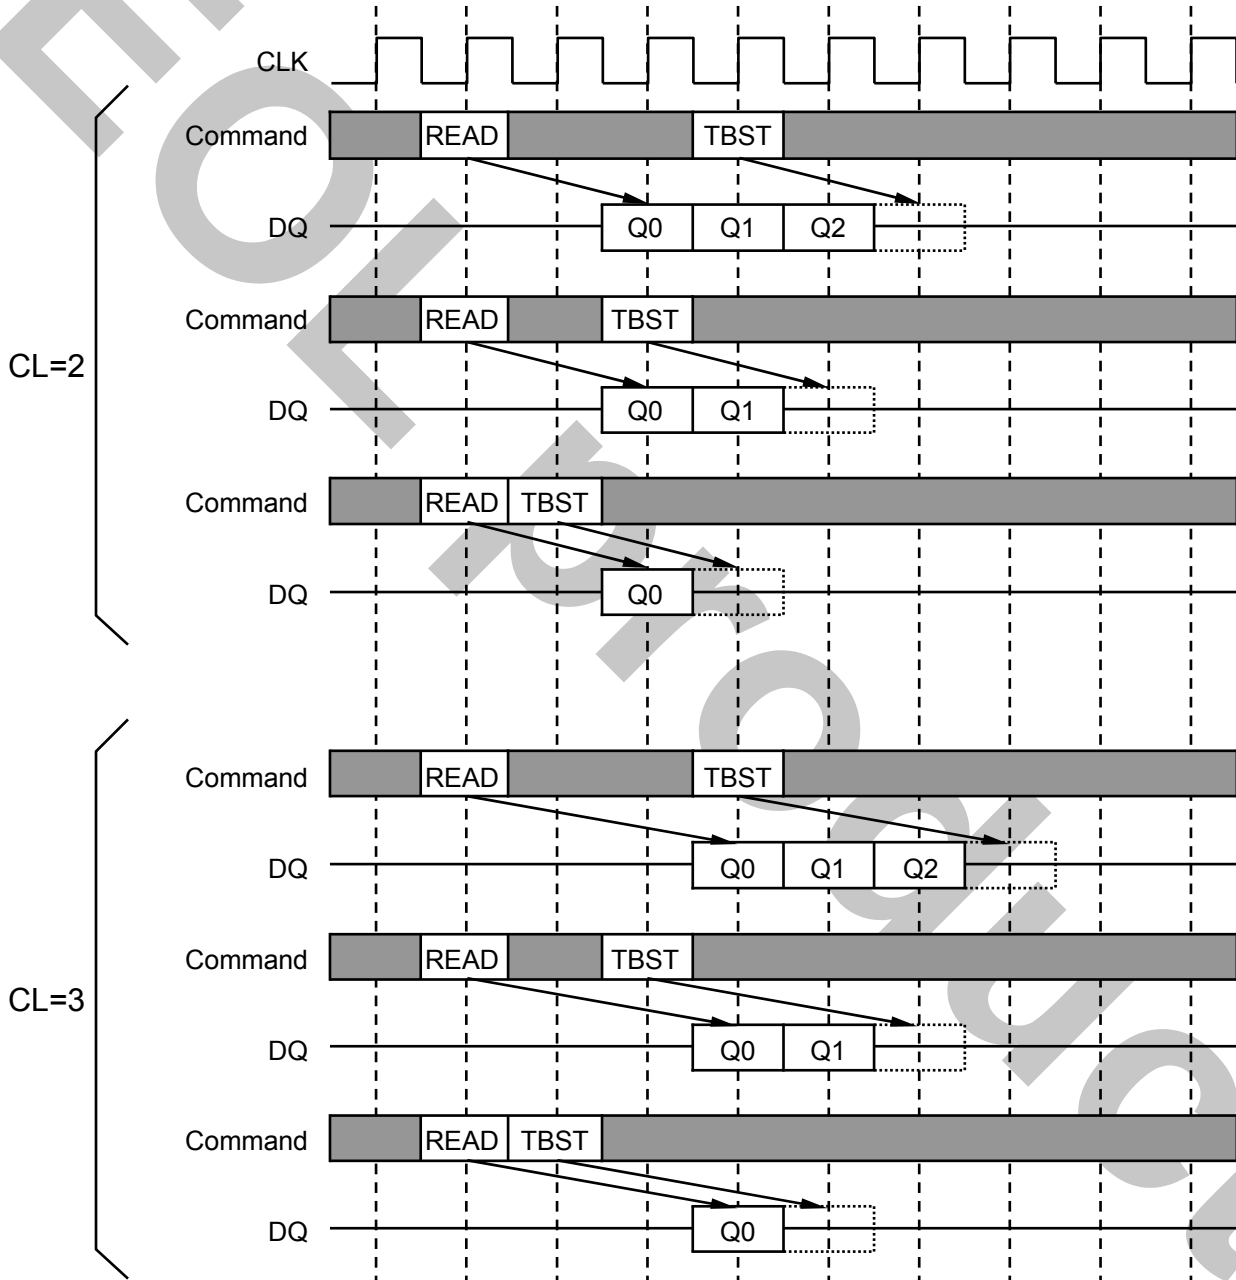 CLK
Command READ TBST
DQ Q0 Q1 Q2
Command READ TBST
CL=2
DQ Q0 Q1
Command READ TBST
DQ Q0
Command READ TBST
DQ Q0 Q1 Q2
Command READ TBST
CL=3
DQ Q0 Q1
Command READ TBST
DQ Q0
EOL product